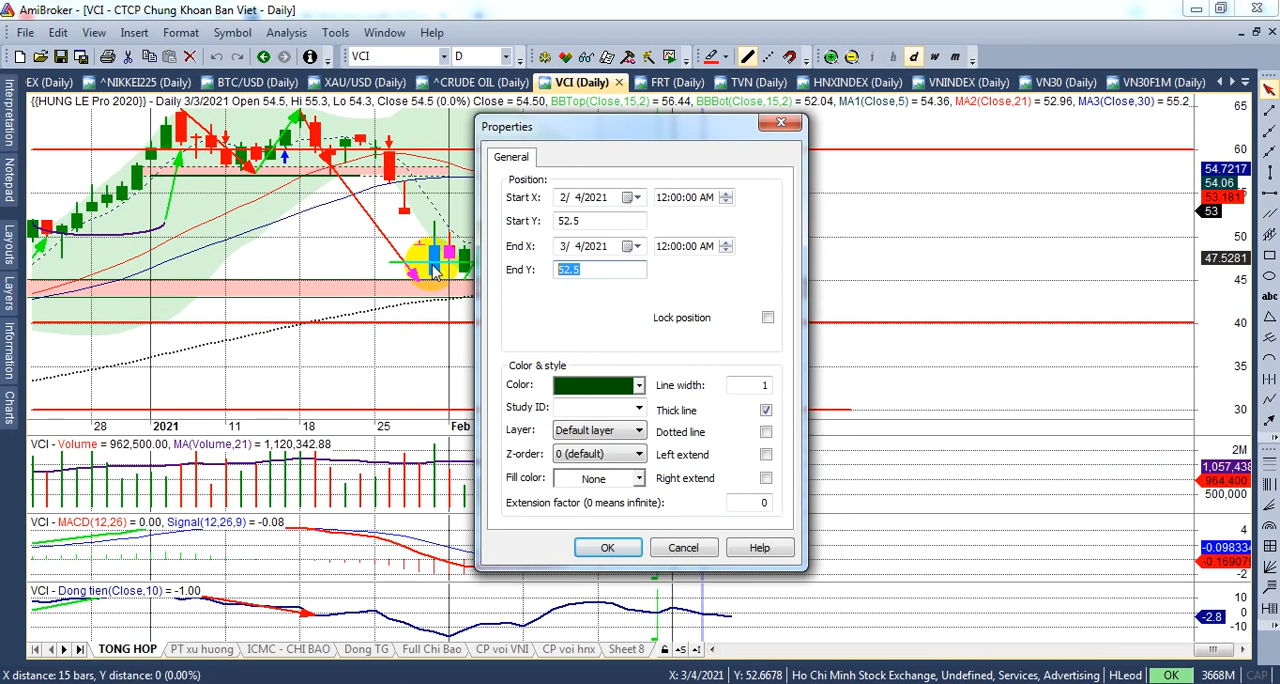 AmiBroker - [VCI - CTCP Chung Khoan Ban Viet - Daily]
File Edit View Insert Format Symbol Analysis Tools Window Help
VCI D i d w m
EX (Daily) ^NIKKEI225 (Daily) BTC/USD (Daily) XAU/USD (Daily) ^CRUDE OIL (Daily) VCI (Daily) FRT (Daily) TVN (Daily) HNXINDEX (Daily) VNINDEX (Daily) VN30 (Daily) VN30F1M (Daily)
{{HUNG LE Pro 2020}} - Daily 3/3/2021 Open 54.5, Hi 55.3, Lo 54.3, Close 54.5 (0.0%) Close = 54.50, BBTop(Close,15,2) = 56.44, BBBot(Close,15,2) = 52.04, MA1(Close,5) = 54.36, MA2(Close,21) = 52.96, MA3(Close,30) = 55.2
Interpretation
Notepad
Layouts
Layers
Information
Charts
abc
Properties
General
Position:
Start X: 2/ 4/2021 12:00:00 AM
Start Y: 52.5
End X: 3/ 4/2021 12:00:00 AM
End Y: 52.5
Lock position
Color & style
Color: Line width: 1
Study ID: Thick line
Layer: Default layer Dotted line
Z-order: 0 (default) Left extend
Fill color: None Right extend
Extension factor (0 means infinite): 0
OK Cancel Help
65
60
54.7217
54.06
53.181
53
50
47.5281
45
40
35
30
28 2021 11 18 25 Feb
VCI - Volume = 962,500.00, MA(Volume,21) = 1,120,342.88
2M
1,057,438
964,400
500,000
VCI - MACD(12,26) = 0.00, Signal(12,26,9) = -0.08
4
-0.098334
-0.169075
-2
VCI - Dong tien(Close,10) = -1.00
10
0
-2.8
-10
TONG HOP PT xu huong ICMC - CHI BAO Dong TG Full Chi Bao CP voi VNI CP voi hnx Sheet 8
X distance: 15 bars, Y distance: 0 (0.00%) X: 3/4/2021 Y: 52.6678 Ho Chi Minh Stock Exchange, Undefined, Services, Advertising HLeod OK 3668M CAP